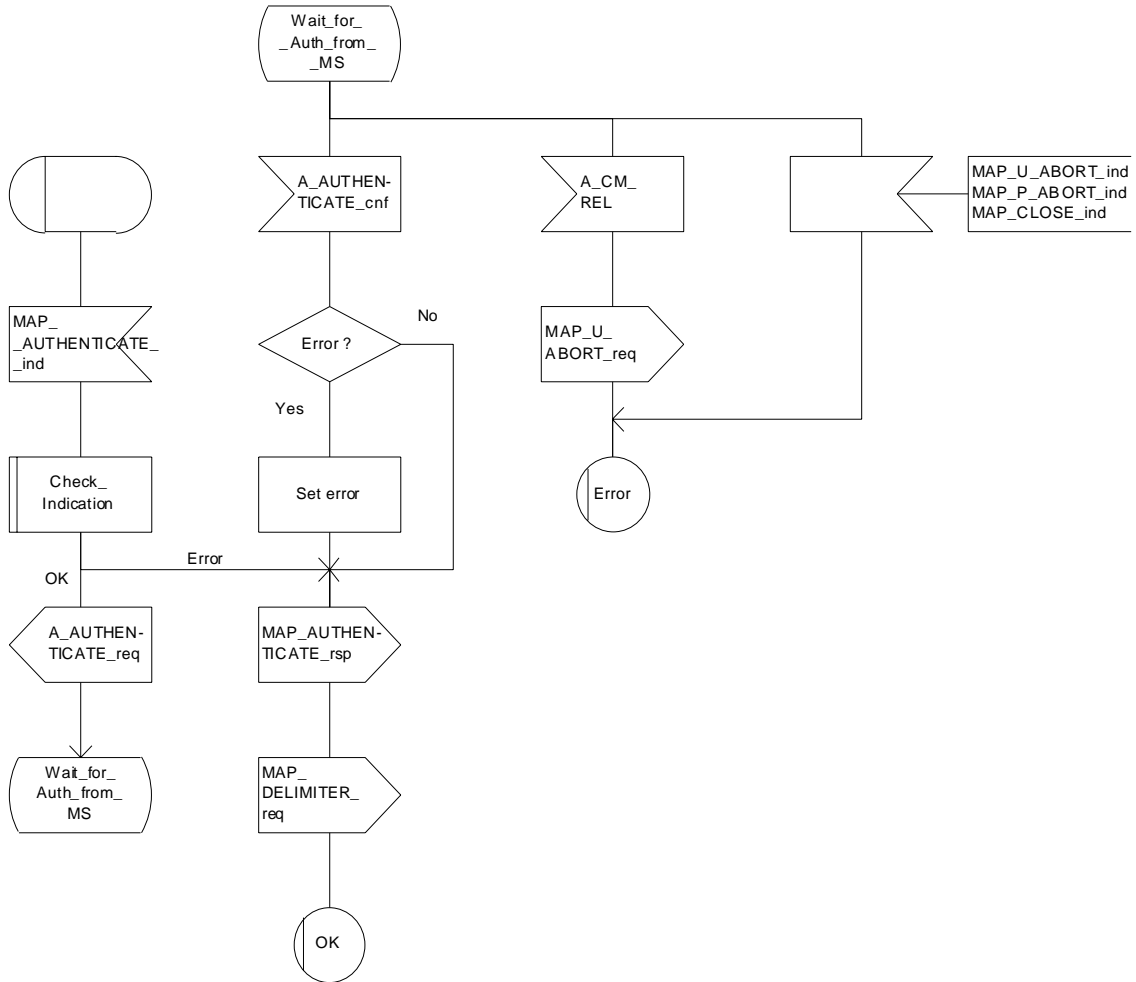 Wait_for_
_Auth_from_
_MS
A_AUTHEN-
TICATE_cnf
A_CM_
REL
MAP_U_ABORT_ind
MAP_P_ABORT_ind
MAP_CLOSE_ind
MAP_
_AUTHENTICATE_
_ind
Error ?
No
Yes
MAP_U_
ABORT_req
Check_
Indication
Set error
Error
Error
OK
A_AUTHEN-
TICATE_req
MAP_AUTHEN-
TICATE_rsp
Wait_for_
Auth_from_
MS
MAP_
DELIMITER_
req
OK